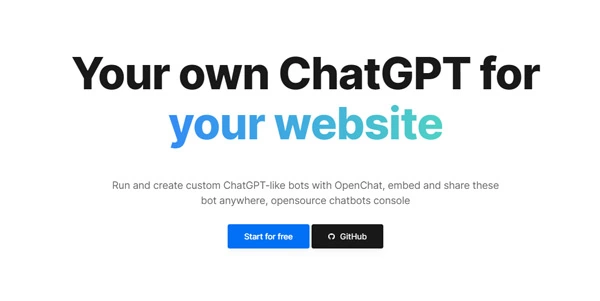 Your own ChatGPT for
your website
Run and create custom ChatGPT-like bots with OpenChat, embed and share these
bot anywhere, opensource chatbots console
Start for free
GitHub